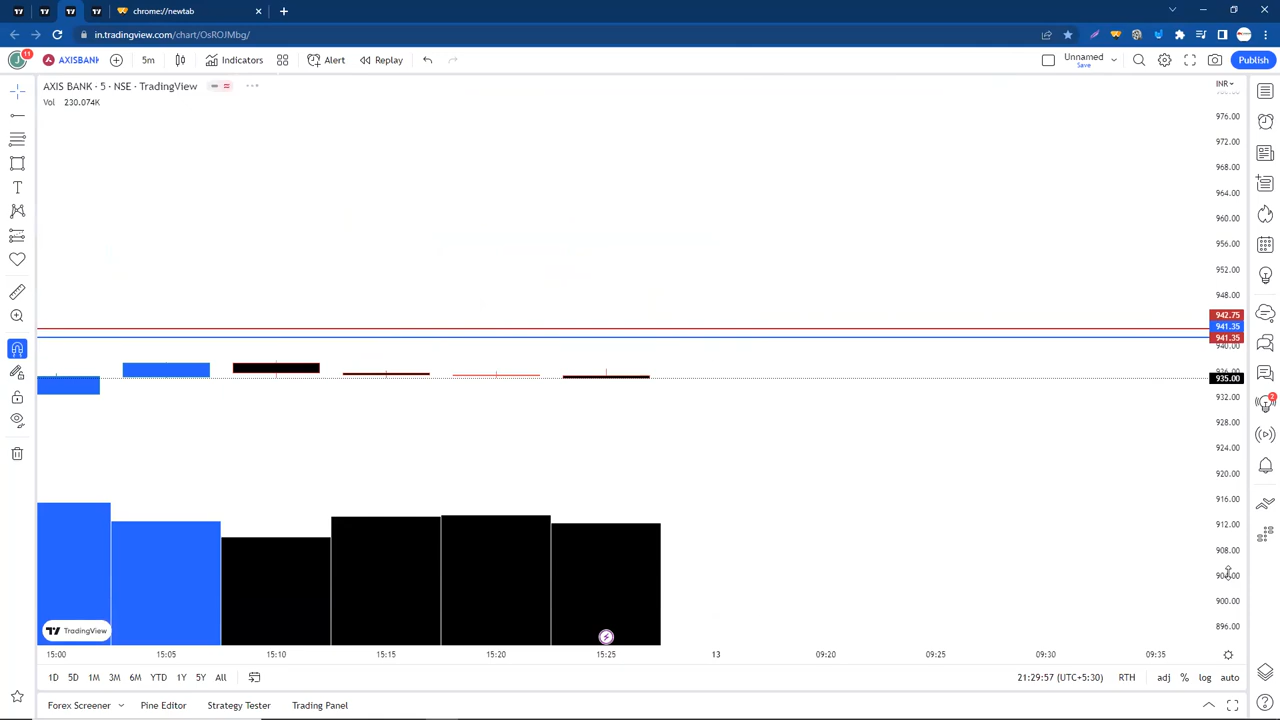 chrome://newtab
in.tradingview.com/chart/OsROJMbg/
J 11 AXISBANK 5m Indicators Alert Replay Unnamed Save Publish
AXIS BANK · 5 · NSE · TradingView
INR
Vol 230.074K
976.00
972.00
968.00
964.00
960.00
956.00
952.00
948.00
942.75
941.35
941.35
940.00
935.00
932.00
928.00
924.00
920.00
916.00
912.00
908.00
900.00
896.00
TradingView
15:00 15:05 15:10 15:15 15:20 15:25 13 09:20 09:25 09:30 09:35
1D 5D 1M 3M 6M YTD 1Y 5Y All 21:29:57 (UTC+5:30) RTH adj % log auto
Forex Screener Pine Editor Strategy Tester Trading Panel
2